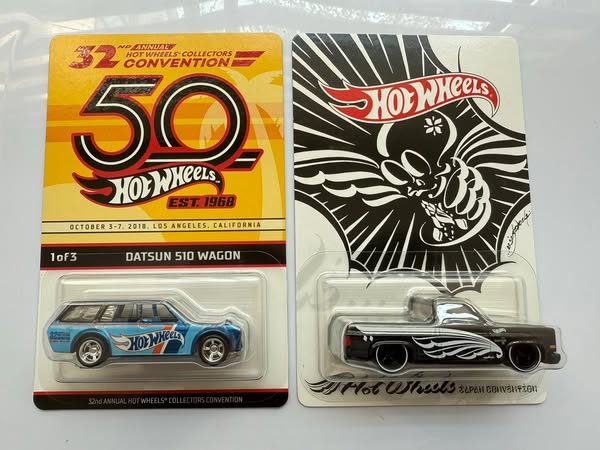 32ND ANNUAL
HOT WHEELS® COLLECTORS
CONVENTION
50
HOT WHEELS
EST. 1968
OCTOBER 3-7, 2018, LOS ANGELES, CALIFORNIA
1 of 3 DATSUN 510 WAGON
HOT WHEELS
32nd ANNUAL HOT WHEELS® COLLECTORS CONVENTION
HOT WHEELS
Hot Wheels JAPAN CONVENTION